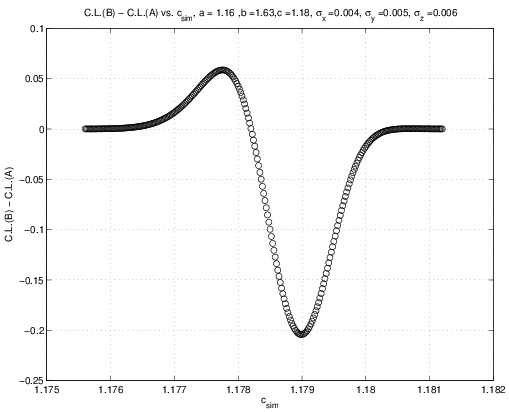 C.L.(B) − C.L.(A) vs. c_sim, a = 1.16 ,b =1.63,c =1.18, σ_x =0.004, σ_y =0.005, σ_z =0.006
0.1
0.05
0
−0.05
−0.1
−0.15
−0.2
−0.25
C.L.(B) − C.L.(A)
1.175 1.176 1.177 1.178 1.179 1.18 1.181 1.182
c_sim